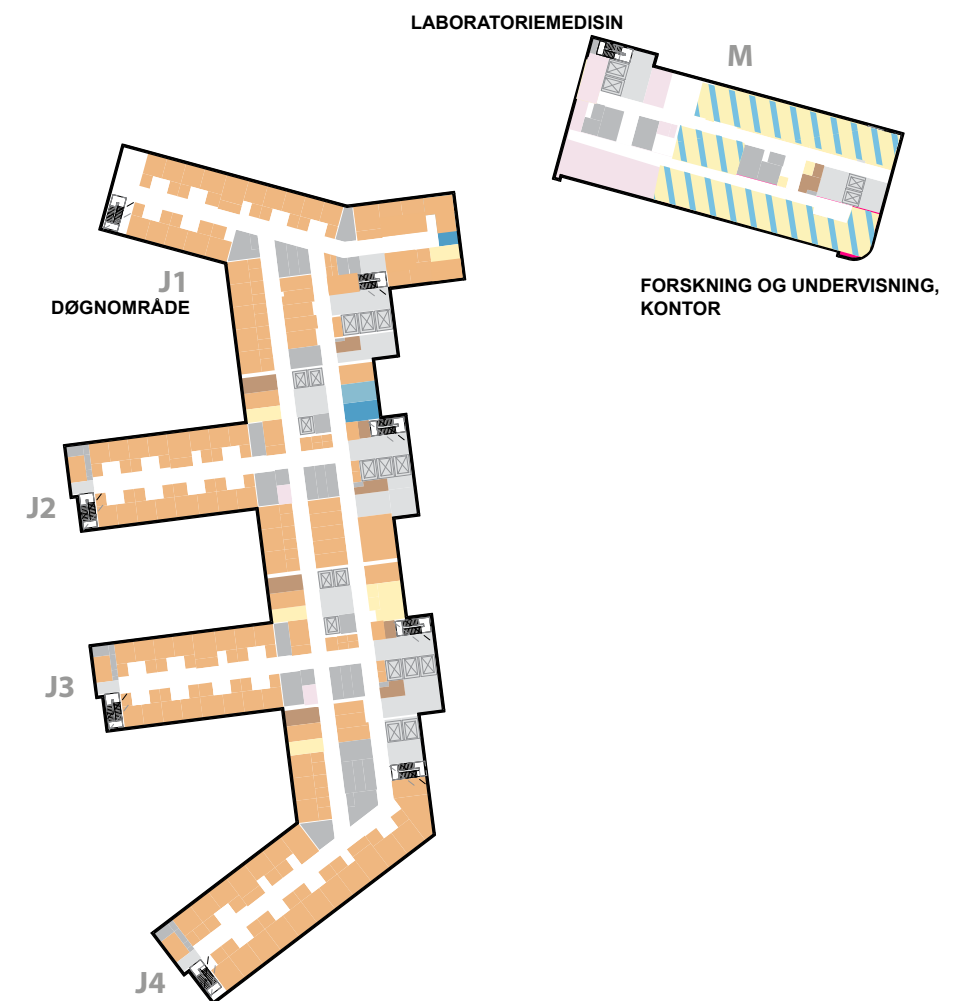 LABORATORIEMEDISIN
M
FORSKNING OG UNDERVISNING,
KONTOR
J1
DØGNOMRÅDE
J2
J3
J4